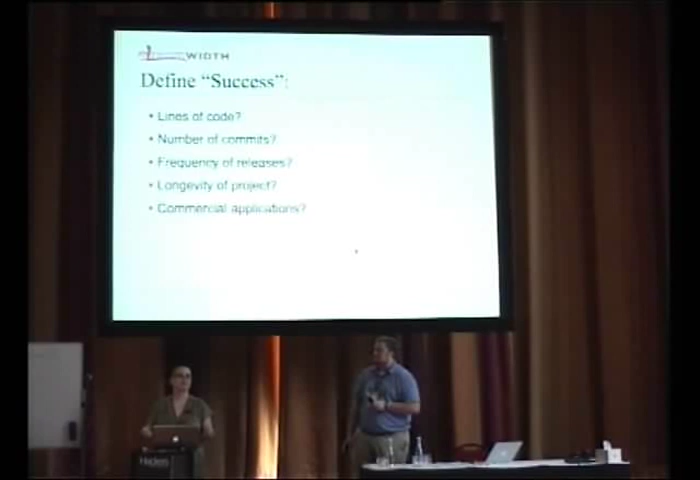 WIDTH
Define “Success”:
• Lines of code?
• Number of commits?
• Frequency of releases?
• Longevity of project?
• Commercial applications?